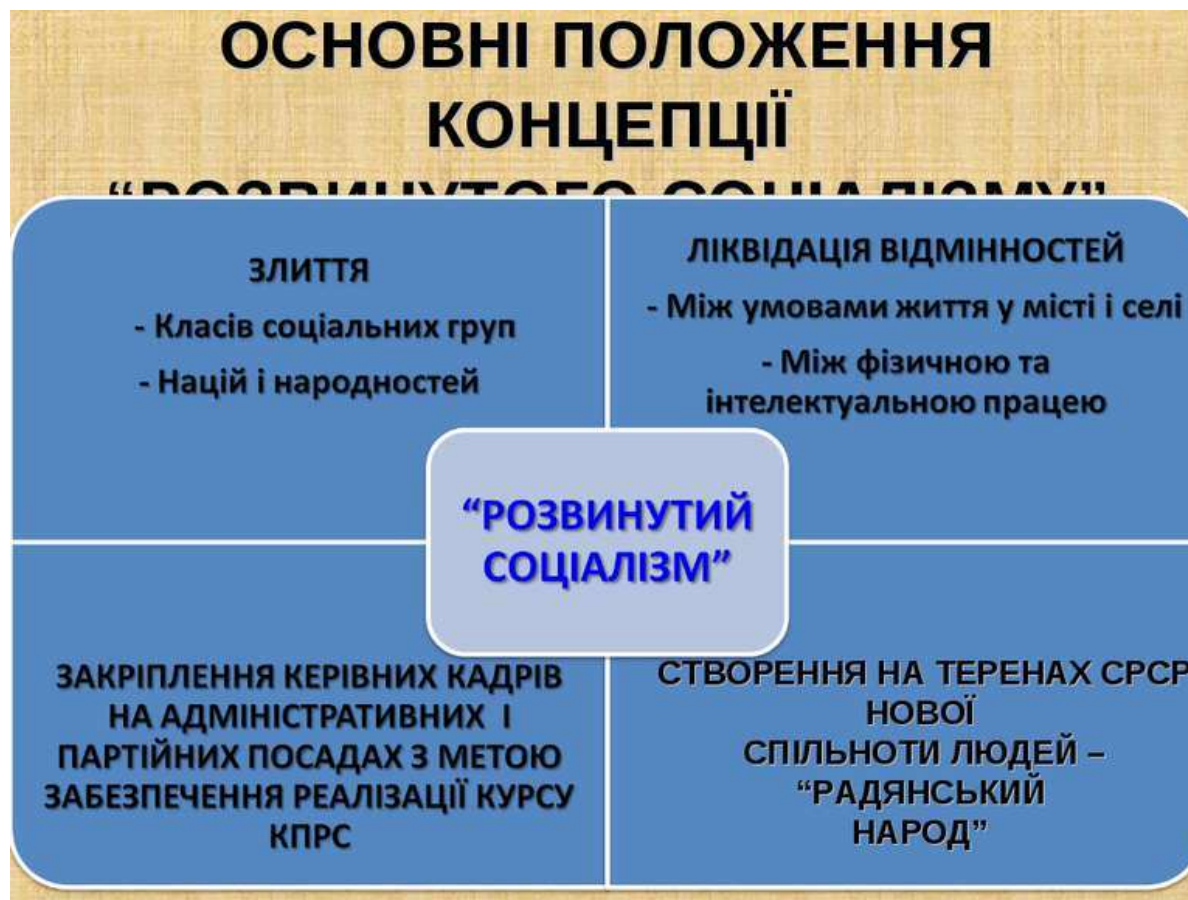 ОСНОВНІ ПОЛОЖЕННЯ
КОНЦЕПЦІЇ
“РОЗВИНУТОГО СОЦІАЛІЗМУ”
ЗЛИТТЯ
- Класів соціальних груп
- Націй і народностей
ЛІКВІДАЦІЯ ВІДМІННОСТЕЙ
- Між умовами життя у місті і селі
- Між фізичною та
інтелектуальною працею
“РОЗВИНУТИЙ
СОЦІАЛІЗМ”
ЗАКРІПЛЕННЯ КЕРІВНИХ КАДРІВ
НА АДМІНІСТРАТИВНИХ І
ПАРТІЙНИХ ПОСАДАХ З МЕТОЮ
ЗАБЕЗПЕЧЕННЯ РЕАЛІЗАЦІЇ КУРСУ
КПРС
СТВОРЕННЯ НА ТЕРЕНАХ СРСР
НОВОЇ
СПІЛЬНОТИ ЛЮДЕЙ –
“РАДЯНСЬКИЙ
НАРОД”